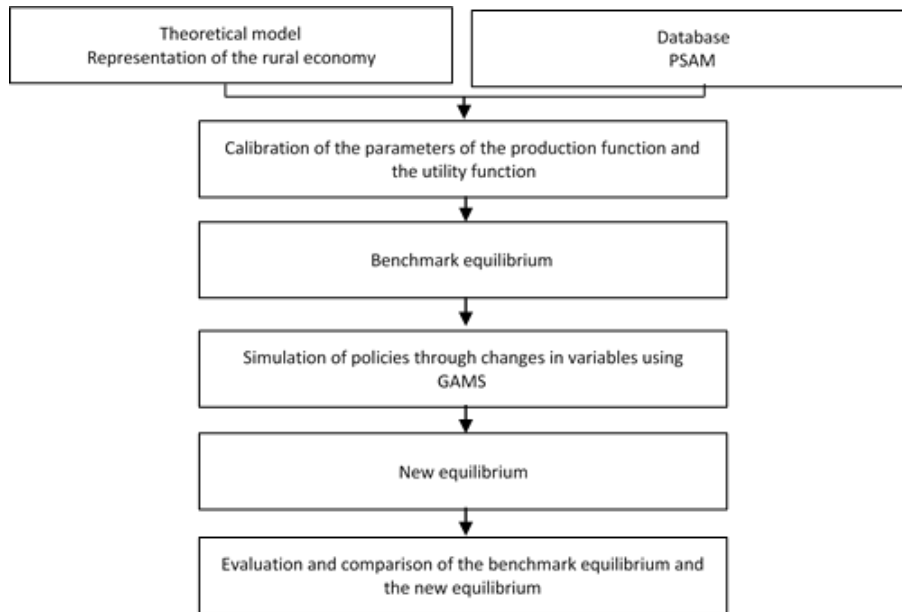 Theoretical model
Representation of the rural economy
Database
PSAM
Calibration of the parameters of the production function and
the utility function
Benchmark equilibrium
Simulation of policies through changes in variables using
GAMS
New equilibrium
Evaluation and comparison of the benchmark equilibrium and
the new equilibrium